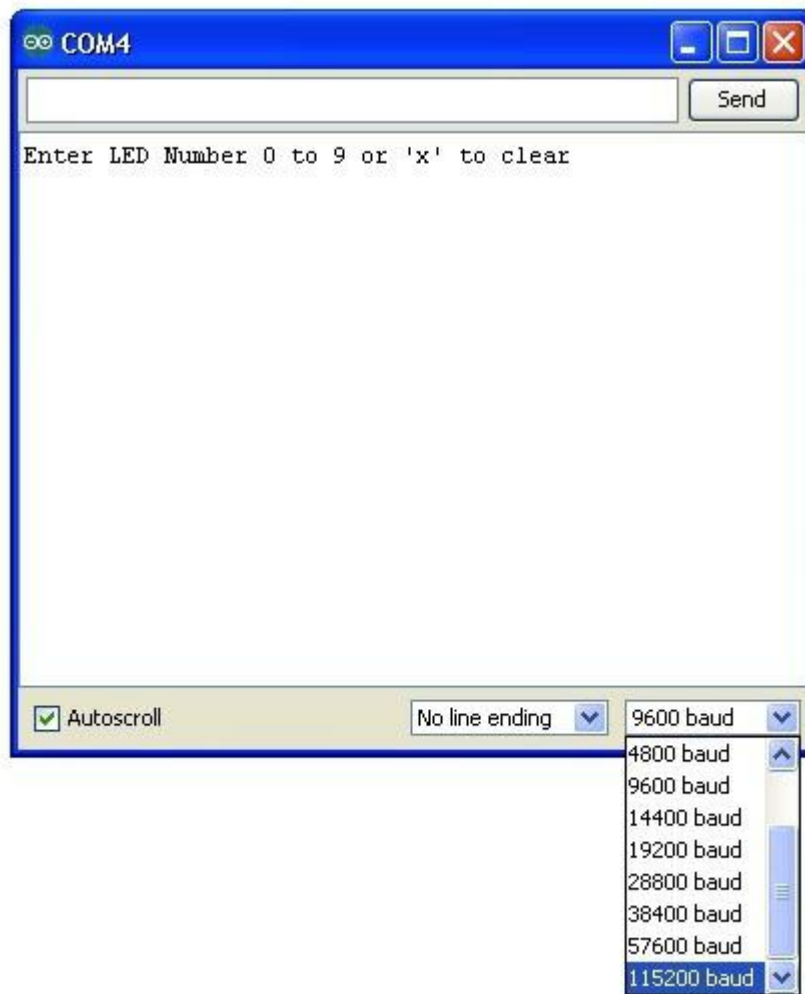 COM4
Send
Enter LED Number 0 to 9 or 'x' to clear
Autoscroll
No line ending
9600 baud
4800 baud
9600 baud
14400 baud
19200 baud
28800 baud
38400 baud
57600 baud
115200 baud